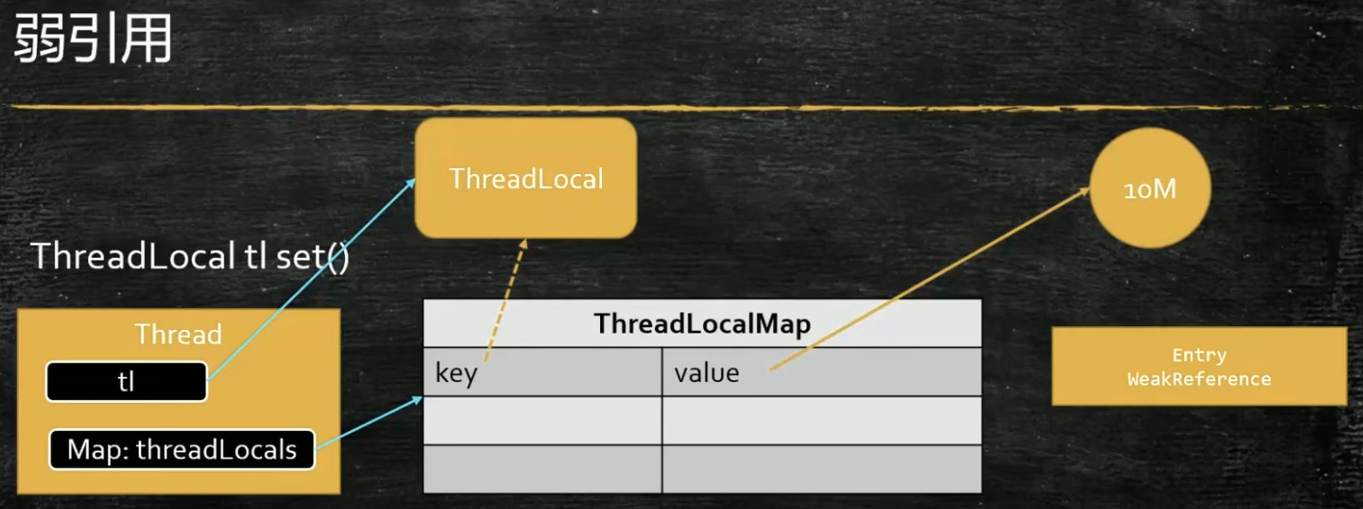 弱引用
ThreadLocal
10M
ThreadLocal tl set()
Thread
tl
Map: threadLocals
ThreadLocalMap
key
value
Entry
WeakReference